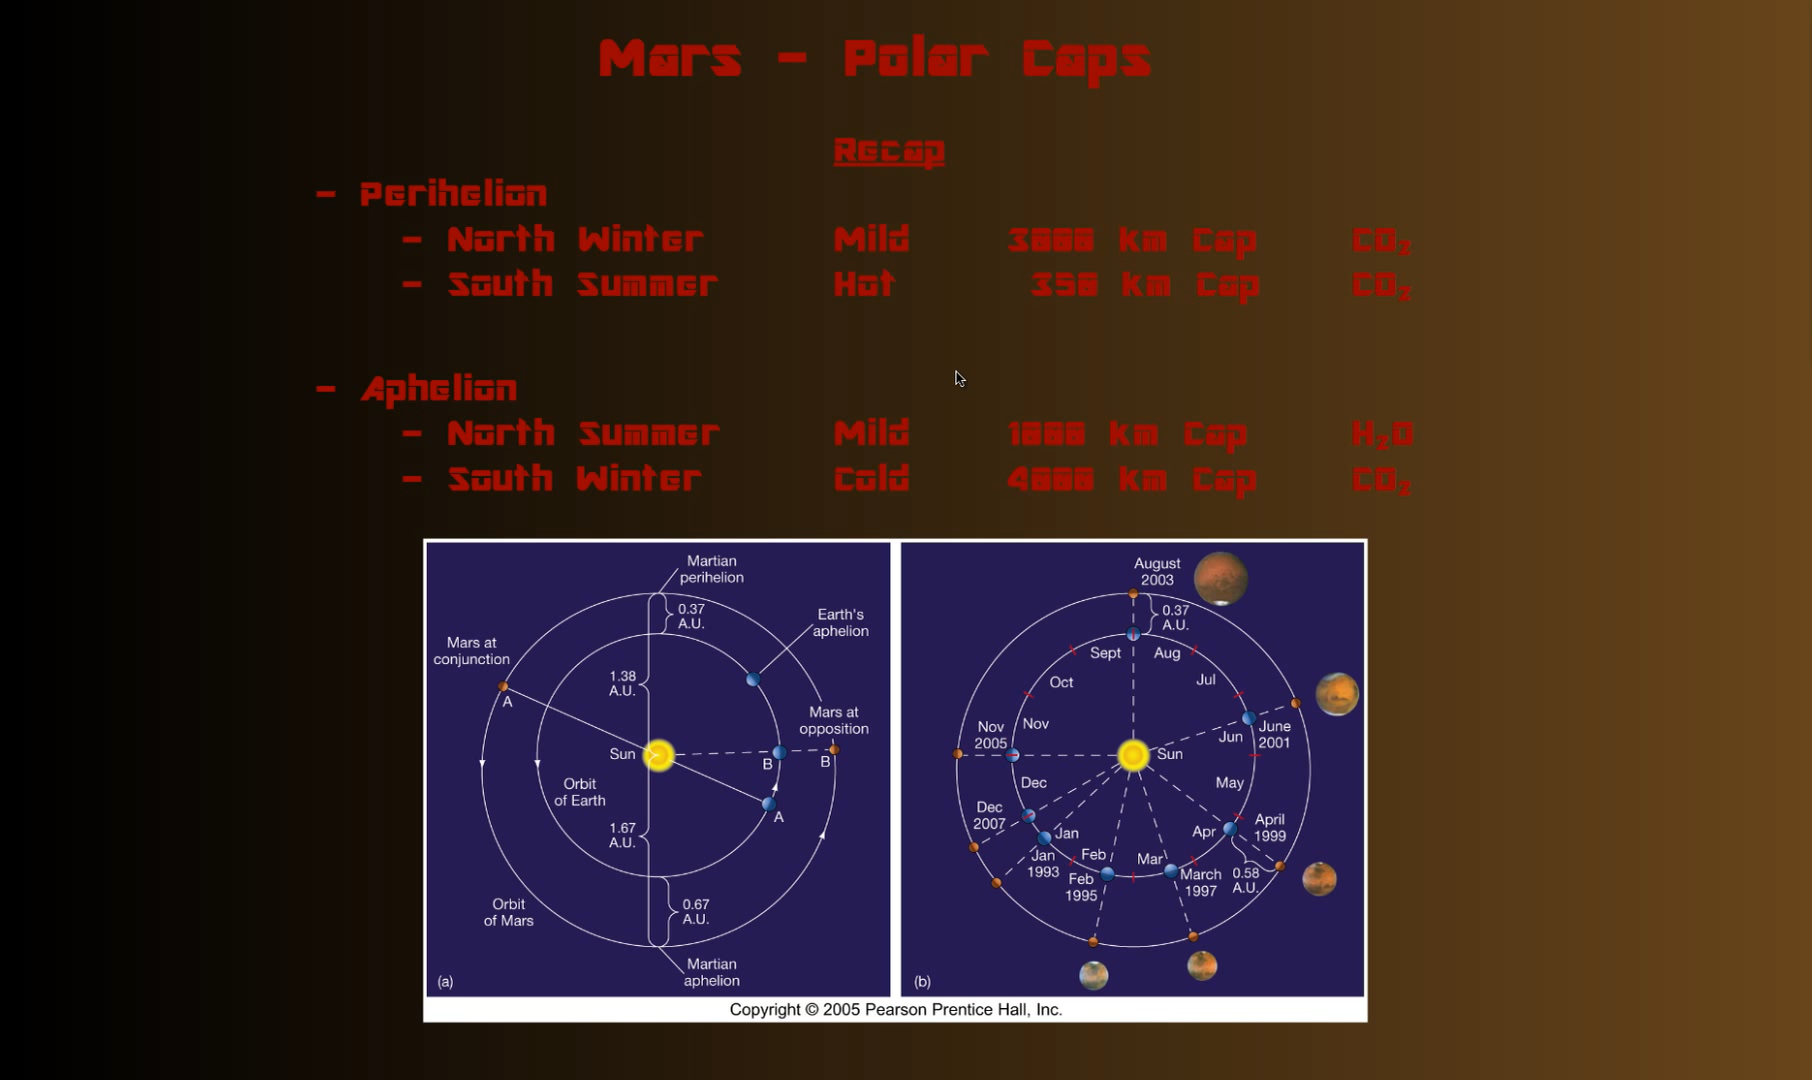 Mars - Polar Caps
Recap
- Perihelion
- North Winter Mild 3000 km Cap CO₂
- South Summer Hot 350 km Cap CO₂
- Aphelion
- North Summer Mild 1000 km Cap H₂O
- South Winter Cold 4000 km Cap CO₂
Martian
perihelion
0.37
A.U.
Earth's
aphelion
Mars at
conjunction
A
1.38
A.U.
Mars at
opposition
Sun
B
B
Orbit
of Earth
A
1.67
A.U.
Orbit
of Mars
0.67
A.U.
Martian
aphelion
(a)
August
2003
0.37
A.U.
Sept
Aug
Oct
Jul
Nov
2005
Nov
Jun
June
2001
Sun
Dec
May
Dec
2007
Jan
Jan
1993
Feb
Feb
1995
Mar
March
1997
Apr
April
1999
0.58
A.U.
(b)
Copyright © 2005 Pearson Prentice Hall, Inc.